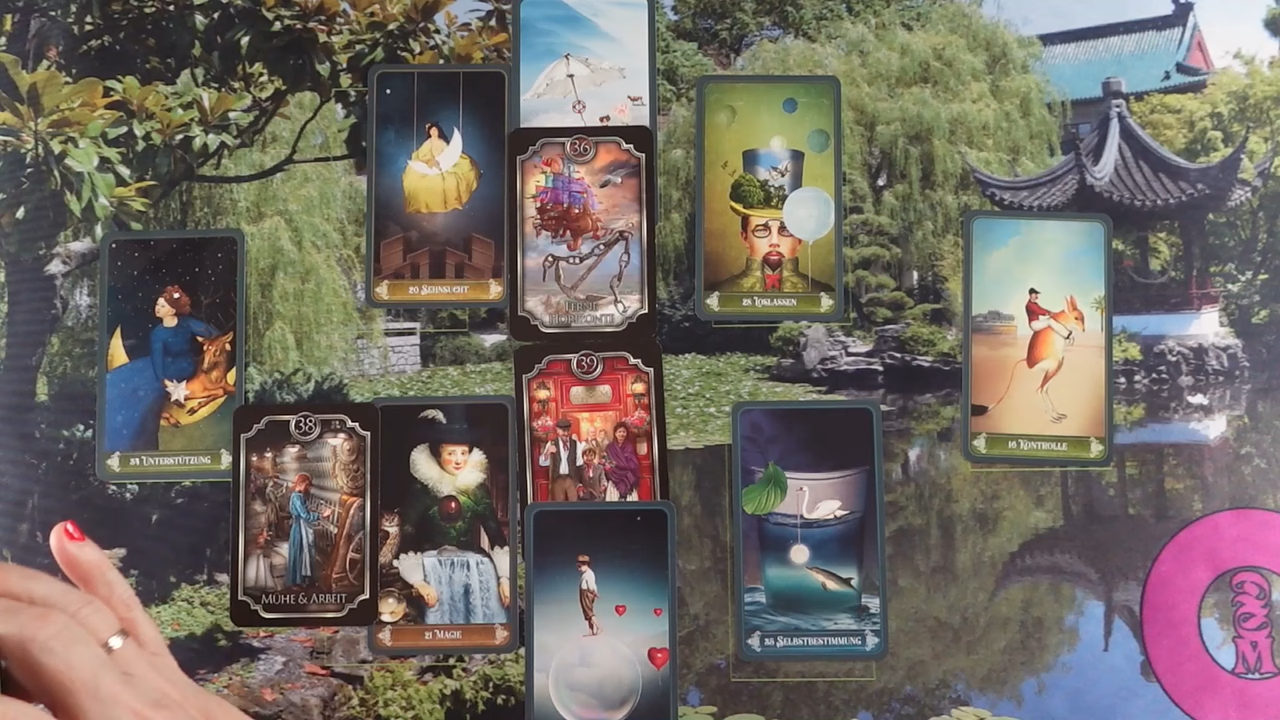 36
20 SEHNSUCHT
FERNE
HORIZONTE
28 LOSLASSEN
34 UNTERSTÜTZUNG
39
16 KONTROLLE
38
MÜHE & ARBEIT
21 MAGIE
35 SELBSTBESTIMMUNG